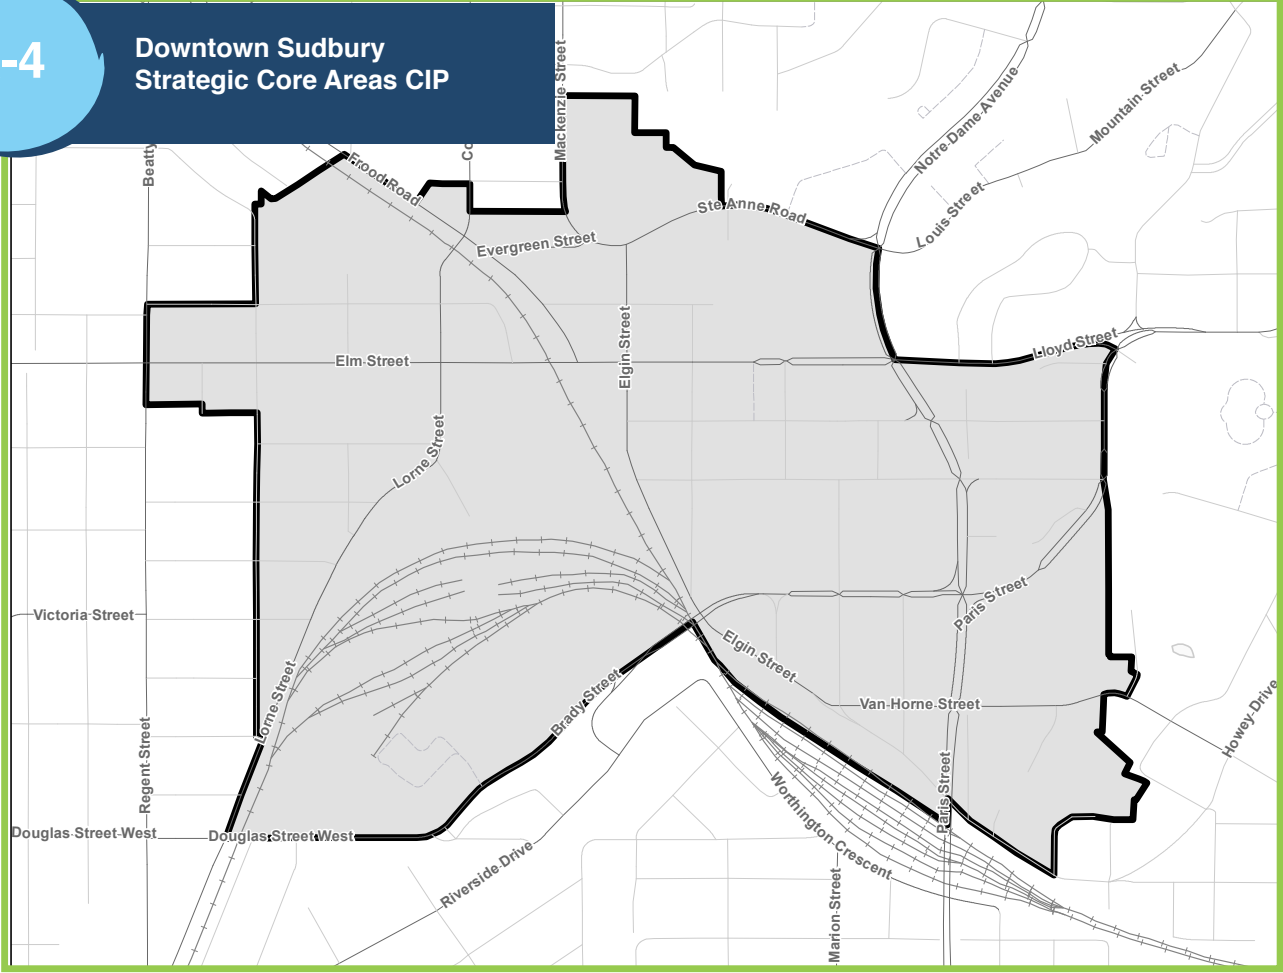 -4
Downtown Sudbury
Strategic Core Areas CIP
Mackenzie Street
Notre Dame Avenue
Mountain Street
Beatty
Frood Road
Co
Louis Street
Ste Anne Road
Evergreen Street
Elgin Street
Elm Street
Lloyd Street
Lorne Street
Victoria Street
Paris Street
Elgin Street
Lorne Street
Brady Street
Van Horne Street
Howey Drive
Regent Street
Paris Street
Worthington Crescent
Douglas Street West
Douglas Street West
Riverside Drive
Marion Street